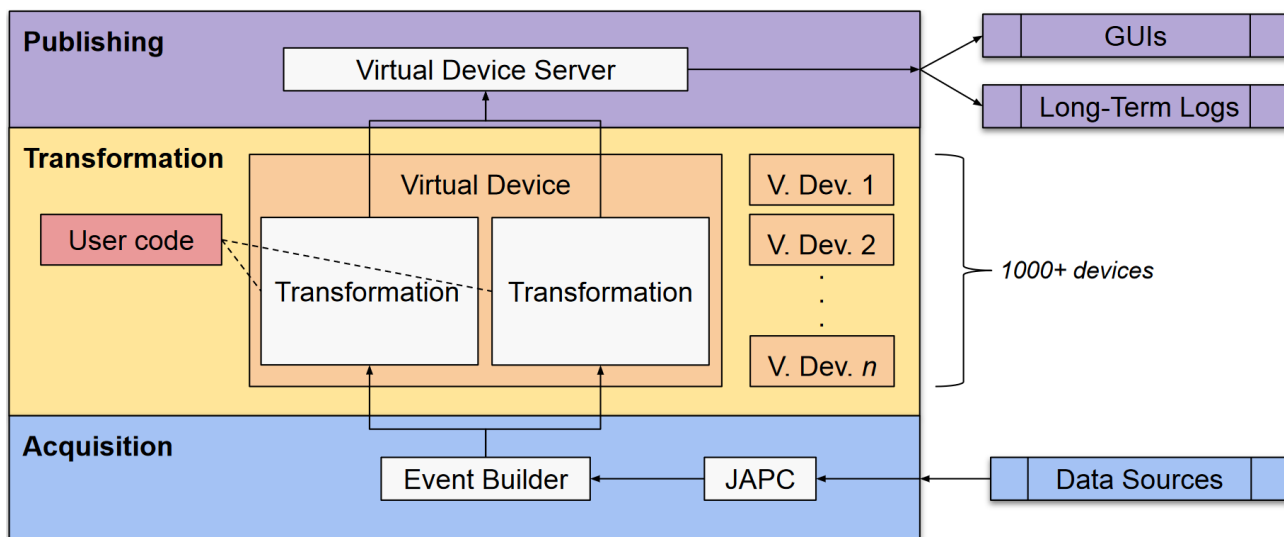 Publishing
Virtual Device Server
GUIs
Long-Term Logs
Transformation
Virtual Device
User code
Transformation
Transformation
V. Dev. 1
V. Dev. 2
.
.
.
.
V. Dev. n
1000+ devices
Acquisition
Event Builder
JAPC
Data Sources